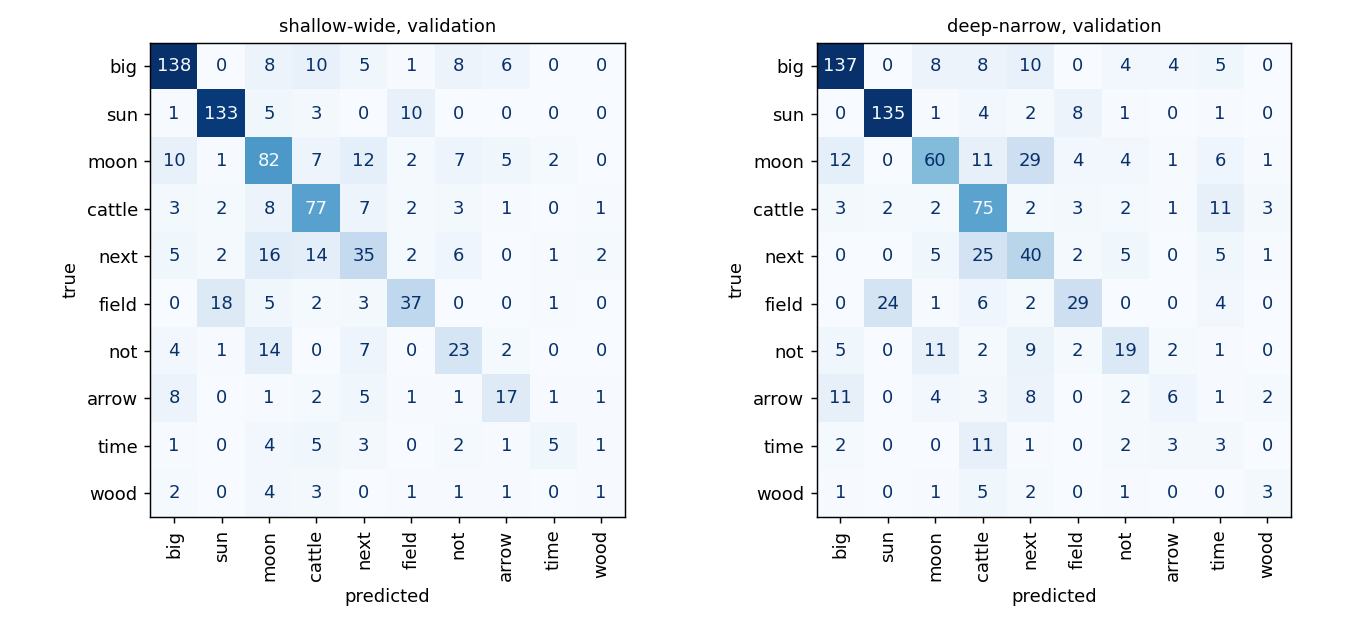 shallow-wide, validation
big 138 0 8 10 5 1 8 6 0 0
sun 1 133 5 3 0 10 0 0 0 0
moon 10 1 82 7 12 2 7 5 2 0
cattle 3 2 8 77 7 2 3 1 0 1
next 5 2 16 14 35 2 6 0 1 2
field 0 18 5 2 3 37 0 0 1 0
not 4 1 14 0 7 0 23 2 0 0
arrow 8 0 1 2 5 1 1 17 1 1
time 1 0 4 5 3 0 2 1 5 1
wood 2 0 4 3 0 1 1 1 0 1
big sun moon cattle next field not arrow time wood
predicted
true
deep-narrow, validation
big 137 0 8 8 10 0 4 4 5 0
sun 0 135 1 4 2 8 1 0 1 0
moon 12 0 60 11 29 4 4 1 6 1
cattle 3 2 2 75 2 3 2 1 11 3
next 0 0 5 25 40 2 5 0 5 1
field 0 24 1 6 2 29 0 0 4 0
not 5 0 11 2 9 2 19 2 1 0
arrow 11 0 4 3 8 0 2 6 1 2
time 2 0 0 11 1 0 2 3 3 0
wood 1 0 1 5 2 0 1 0 0 3
big sun moon cattle next field not arrow time wood
predicted
true